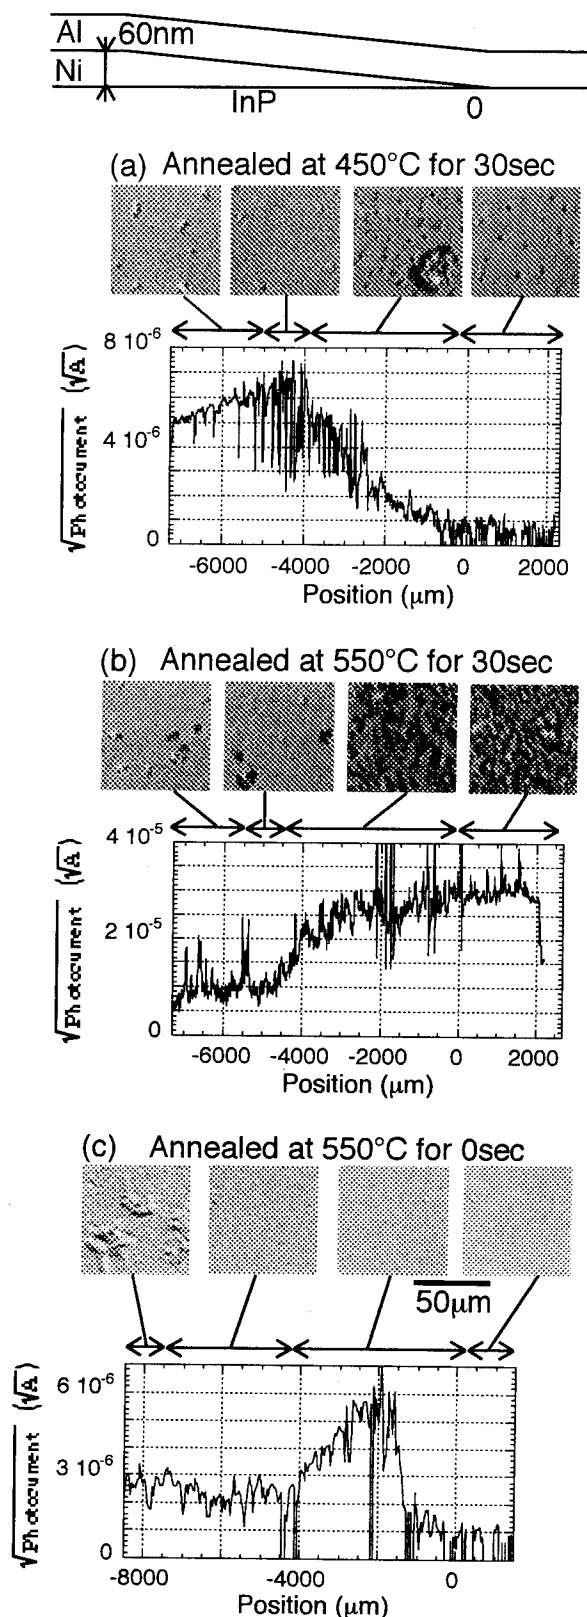 Al 60nm
Ni
InP 0
(a) Annealed at 450°C for 30sec
8 10⁻⁶
4 10⁻⁶
0
√Photocurrent (√A)
-6000 -4000 -2000 0 2000
Position (μm)
(b) Annealed at 550°C for 30sec
4 10⁻⁵
2 10⁻⁵
0
√Photocurrent (√A)
-6000 -4000 -2000 0 2000
Position (μm)
(c) Annealed at 550°C for 0sec
50μm
6 10⁻⁶
3 10⁻⁶
0
√Photocurrent (√A)
-8000 -4000 0
Position (μm)